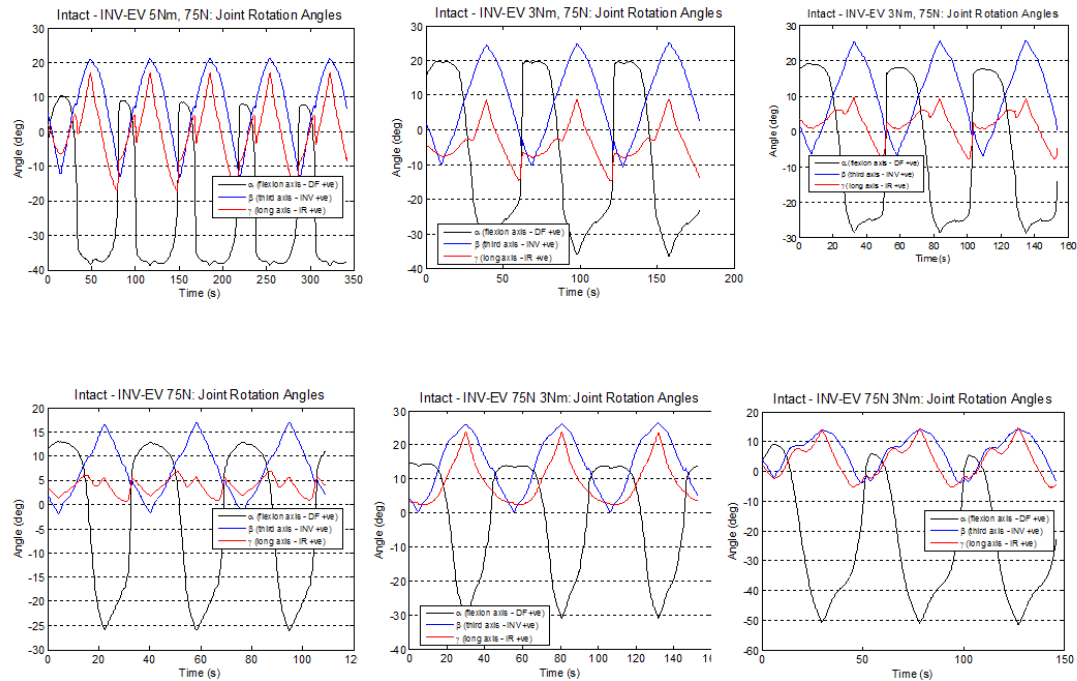 Intact - INV-EV 5Nm, 75N: Joint Rotation Angles
30
20
10
0
-10
-20
-30
-40
Angle (deg)
α (flexion axis - DF +ve)
β (third axis - INV +ve)
γ (long axis - IR +ve)
0 50 100 150 200 250 300 350
Time (s)
Intact - INV-EV 3Nm, 75N: Joint Rotation Angles
30
20
10
0
-10
-20
-30
-40
Angle (deg)
α (flexion axis - DF +ve)
β (third axis - INV +ve)
γ (long axis - IR +ve)
0 50 100 150 200
Time (s)
Intact - INV-EV 3Nm, 75N: Joint Rotation Angles
30
20
10
0
-10
-20
-30
Angle (deg)
α (flexion axis - DF +ve)
β (third axis - INV +ve)
γ (long axis - IR +ve)
0 20 40 60 80 100 120 140 160
Time (s)
Intact - INV-EV 75N: Joint Rotation Angles
20
15
10
5
0
-5
-10
-15
-20
-25
-30
Angle (deg)
α (flexion axis - DF +ve)
β (third axis - INV +ve)
γ (long axis - IR +ve)
0 20 40 60 80 100
Time (s)
Intact - INV-EV 75N 3Nm: Joint Rotation Angles
30
20
10
0
-10
-20
-30
-40
Angle (deg)
α (flexion axis - DF +ve)
β (third axis - INV +ve)
γ (long axis - IR +ve)
0 20 40 60 80 100 120 140
Time (s)
Intact - INV-EV 75N 3Nm: Joint Rotation Angles
20
10
0
-10
-20
-30
-40
-50
-60
Angle (deg)
α (flexion axis - DF +ve)
β (third axis - INV +ve)
γ (long axis - IR +ve)
0 50 100 150
Time (s)